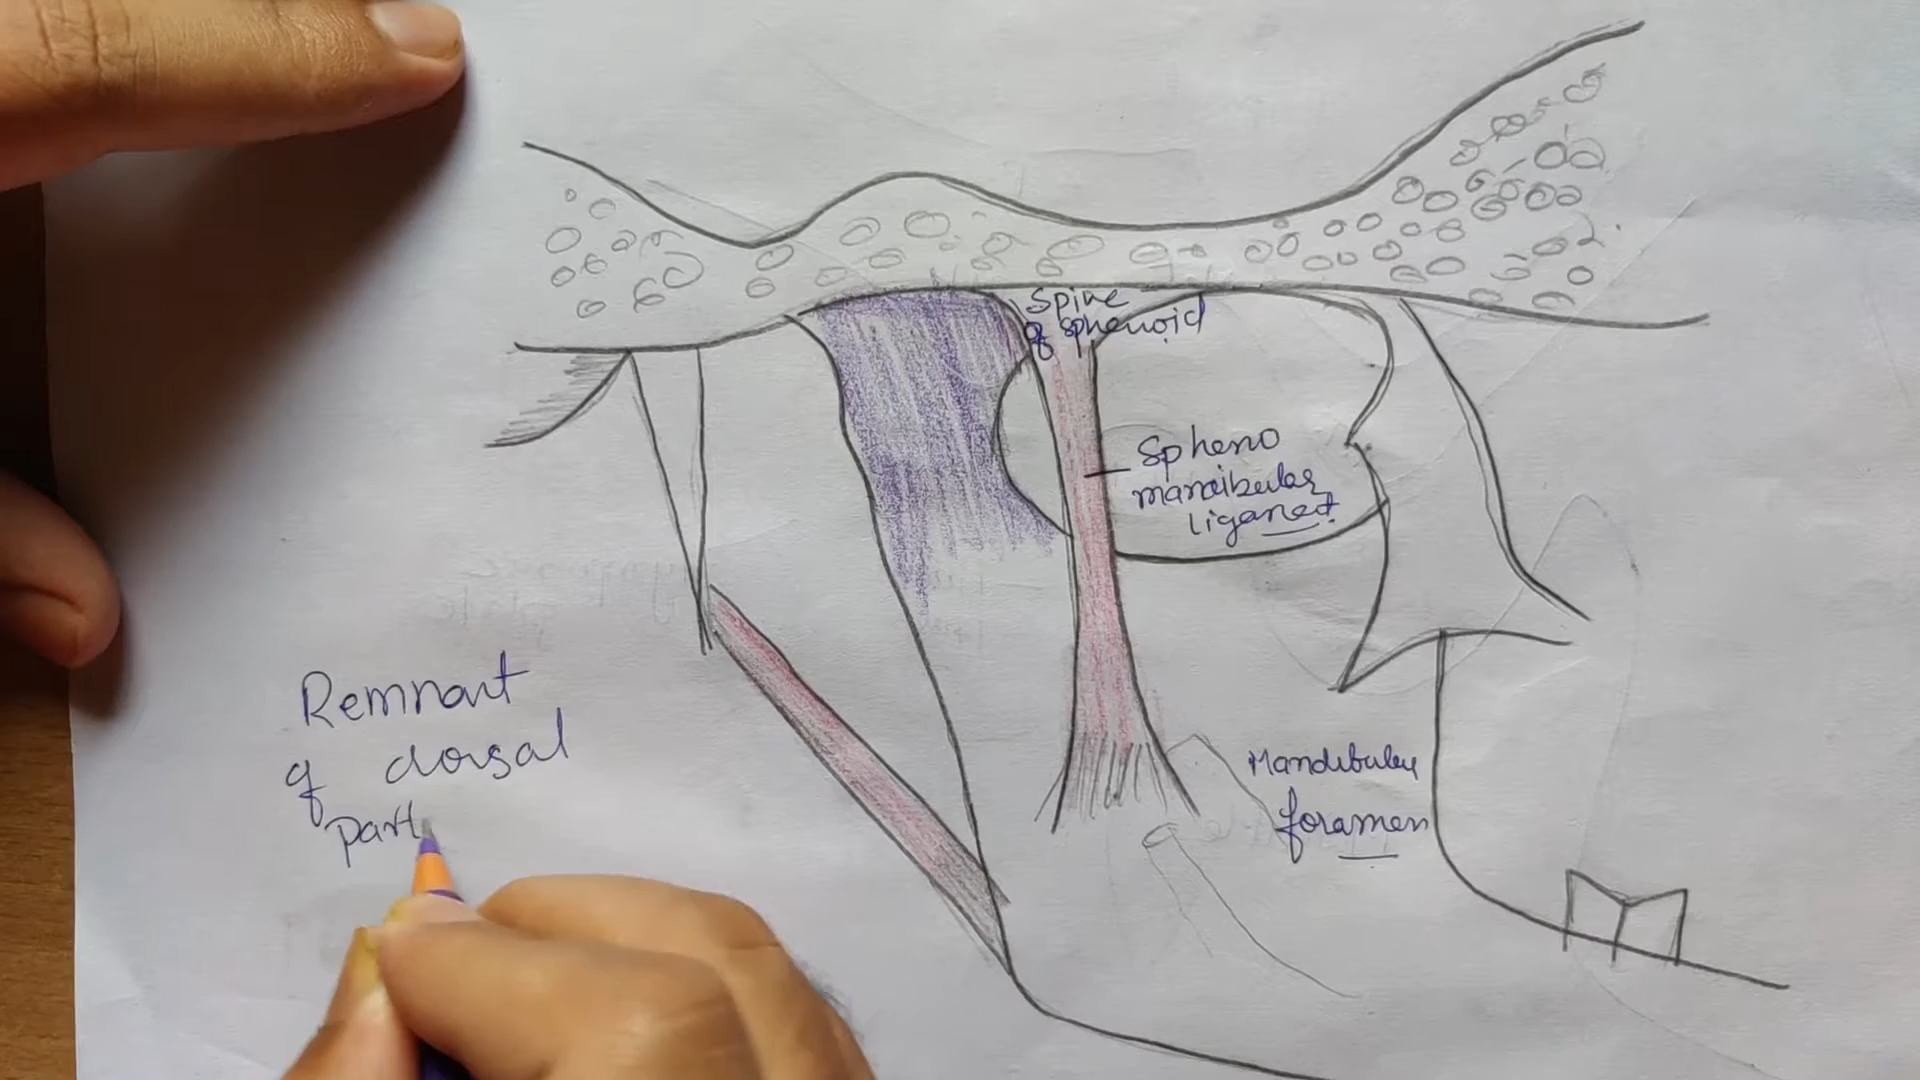 Spine
of sphenoid
Spheno
mandibular
ligament
Mandibular
foramen
Remnant
of dorsal
part